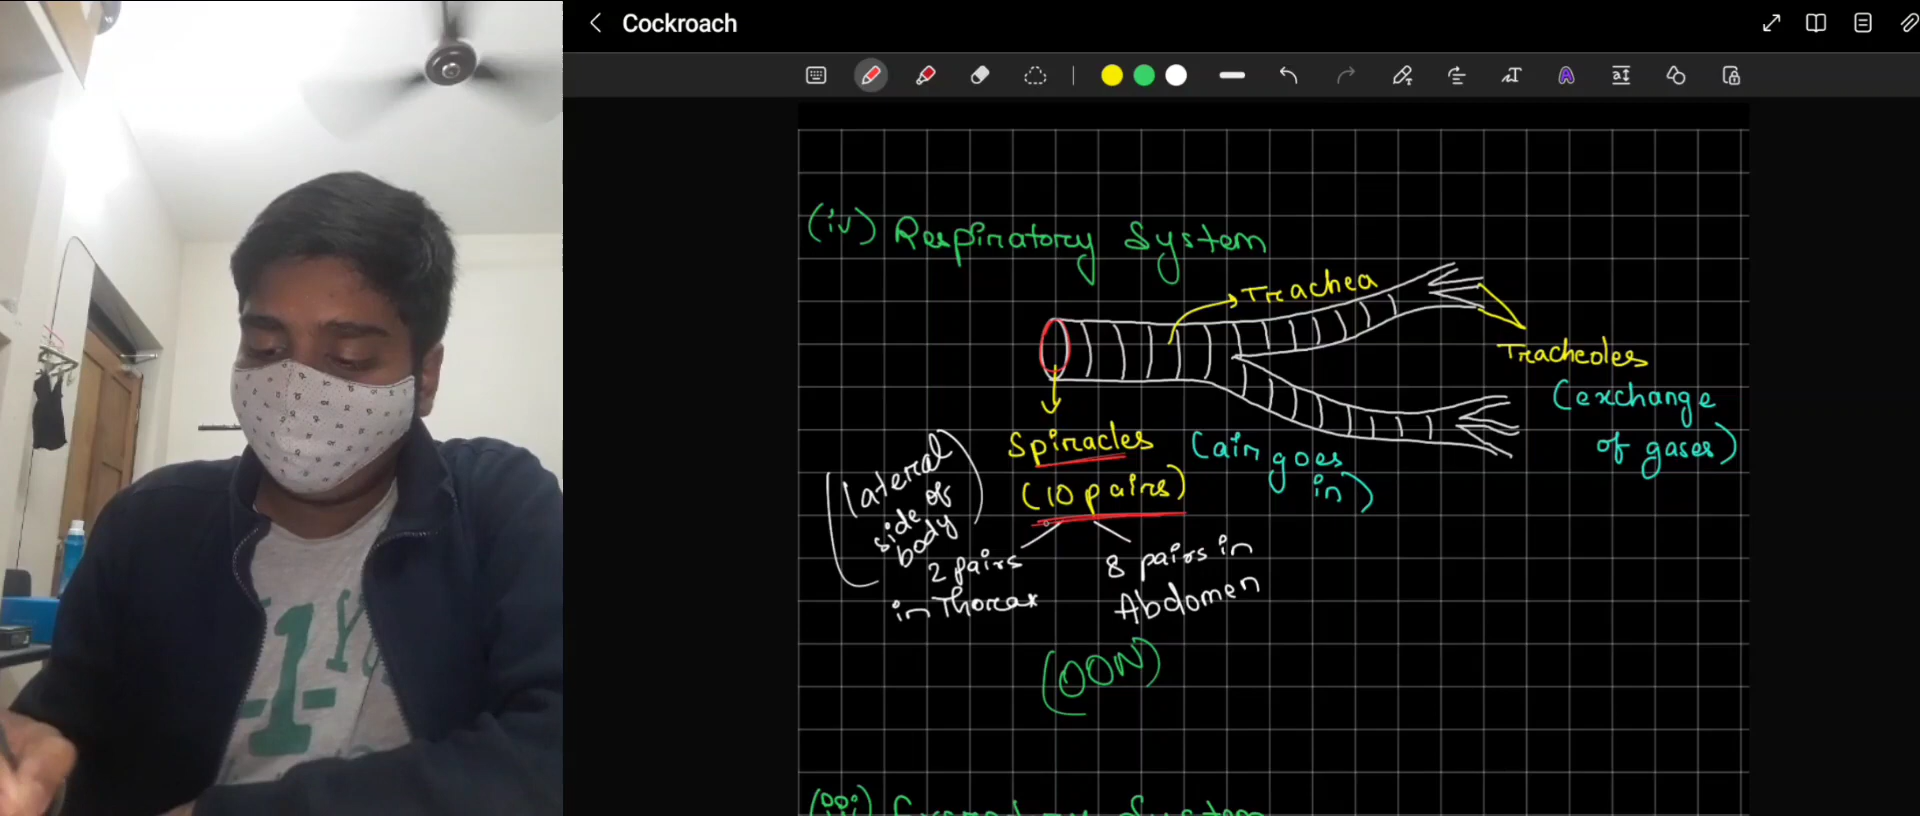 Cockroach
(iv) Respiratory System
Trachea
Tracheoles
(exchange
of gases)
Spiracles
(10 pairs)
(air goes
in)
(lateral
side of
body)
2 pairs
in Thorax
8 pairs in
Abdomen
(OON)
1